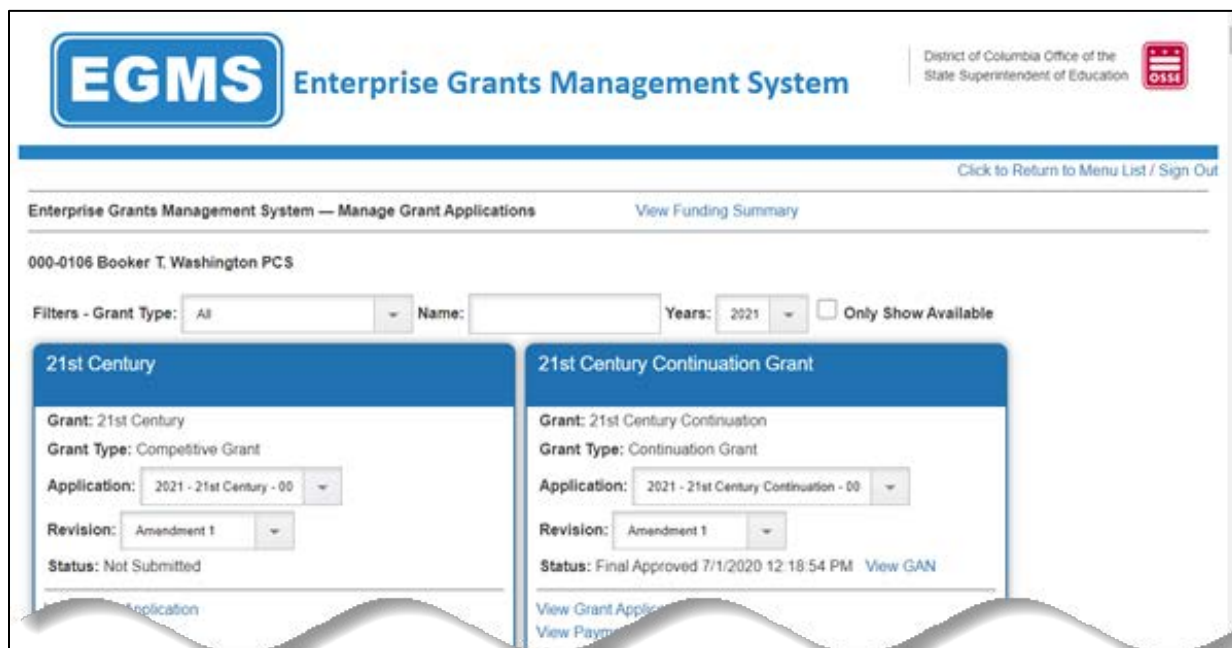 EGMS Enterprise Grants Management System
District of Columbia Office of the
State Superintendent of Education
OSSE
Click to Return to Menu List / Sign Out
Enterprise Grants Management System — Manage Grant Applications View Funding Summary
000-0106 Booker T. Washington PCS
Filters - Grant Type: All Name: Years: 2021 Only Show Available
21st Century
Grant: 21st Century
Grant Type: Competitive Grant
Application: 2021 - 21st Century - 00
Revision: Amendment 1
Status: Not Submitted
Application
21st Century Continuation Grant
Grant: 21st Century Continuation
Grant Type: Continuation Grant
Application: 2021 - 21st Century Continuation - 00
Revision: Amendment 1
Status: Final Approved 7/1/2020 12:18:54 PM View GAN
View Grant
View